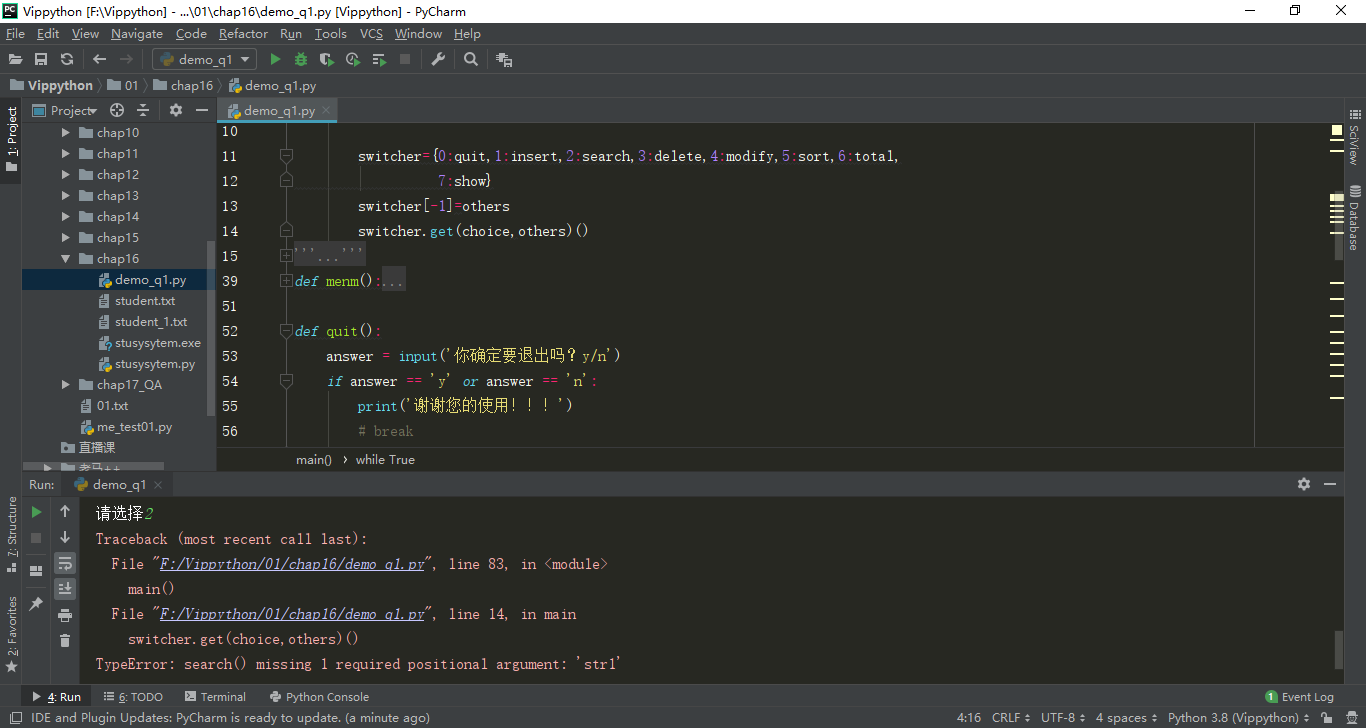 Vippython [F:\Vippython] - ...\01\chap16\demo_q1.py [Vippython] - PyCharm
File Edit View Navigate Code Refactor Run Tools VCS Window Help
demo_q1
Vippython 01 chap16 demo_q1.py
1: Project
Project
demo_q1.py
chap10
chap11
chap12
chap13
chap14
chap15
chap16
demo_q1.py
student.txt
student_1.txt
stusysytem.exe
stusysytem.py
chap17_QA
01.txt
me_test01.py
直播课
老马++
10
11 switcher={0:quit,1:insert,2:search,3:delete,4:modify,5:sort,6:total,
12 7:show}
13 switcher[-1]=others
14 switcher.get(choice,others)()
15 '''...'''
39 def menm():...
51
52 def quit():
53 answer = input('你确定要退出吗？y/n')
54 if answer == 'y' or answer == 'n':
55 print('谢谢您的使用！！！')
56 # break
main() › while True
SciView
Database
Run: demo_q1
7: Structure
2: Favorites
请选择2
Traceback (most recent call last):
File "F:/Vippython/01/chap16/demo_q1.py", line 83, in <module>
main()
File "F:/Vippython/01/chap16/demo_q1.py", line 14, in main
switcher.get(choice,others)()
TypeError: search() missing 1 required positional argument: 'str1'
4: Run 6: TODO Terminal Python Console 1 Event Log
IDE and Plugin Updates: PyCharm is ready to update. (a minute ago) 4:16 CRLF UTF-8 4 spaces Python 3.8 (Vippython)